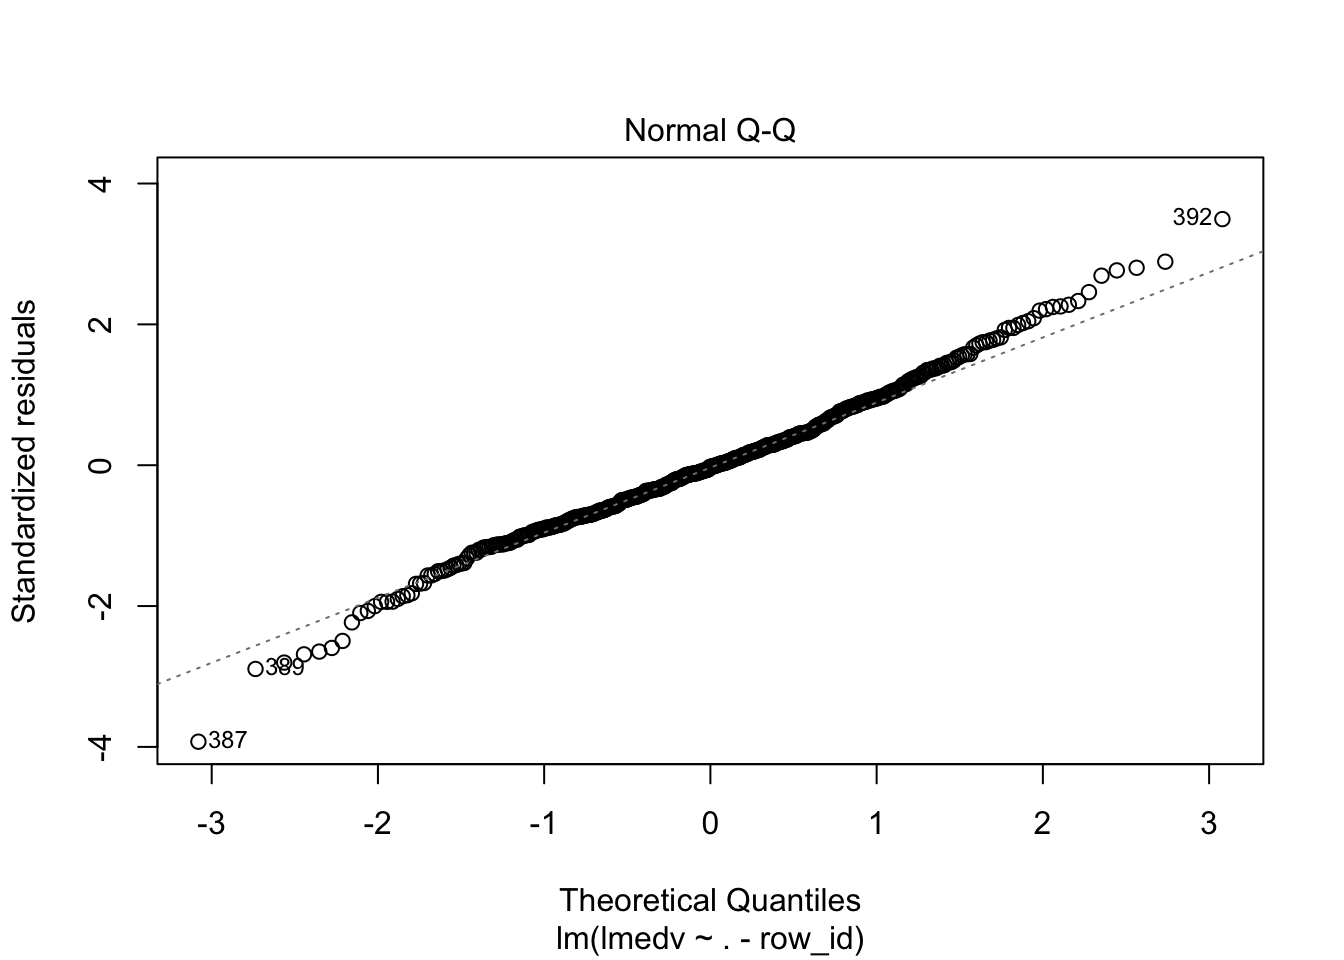 Normal Q-Q
4
392
2
Standardized residuals
0
-2
389
387
-4
-3 -2 -1 0 1 2 3
Theoretical Quantiles
lm(lmedv ~ . - row_id)